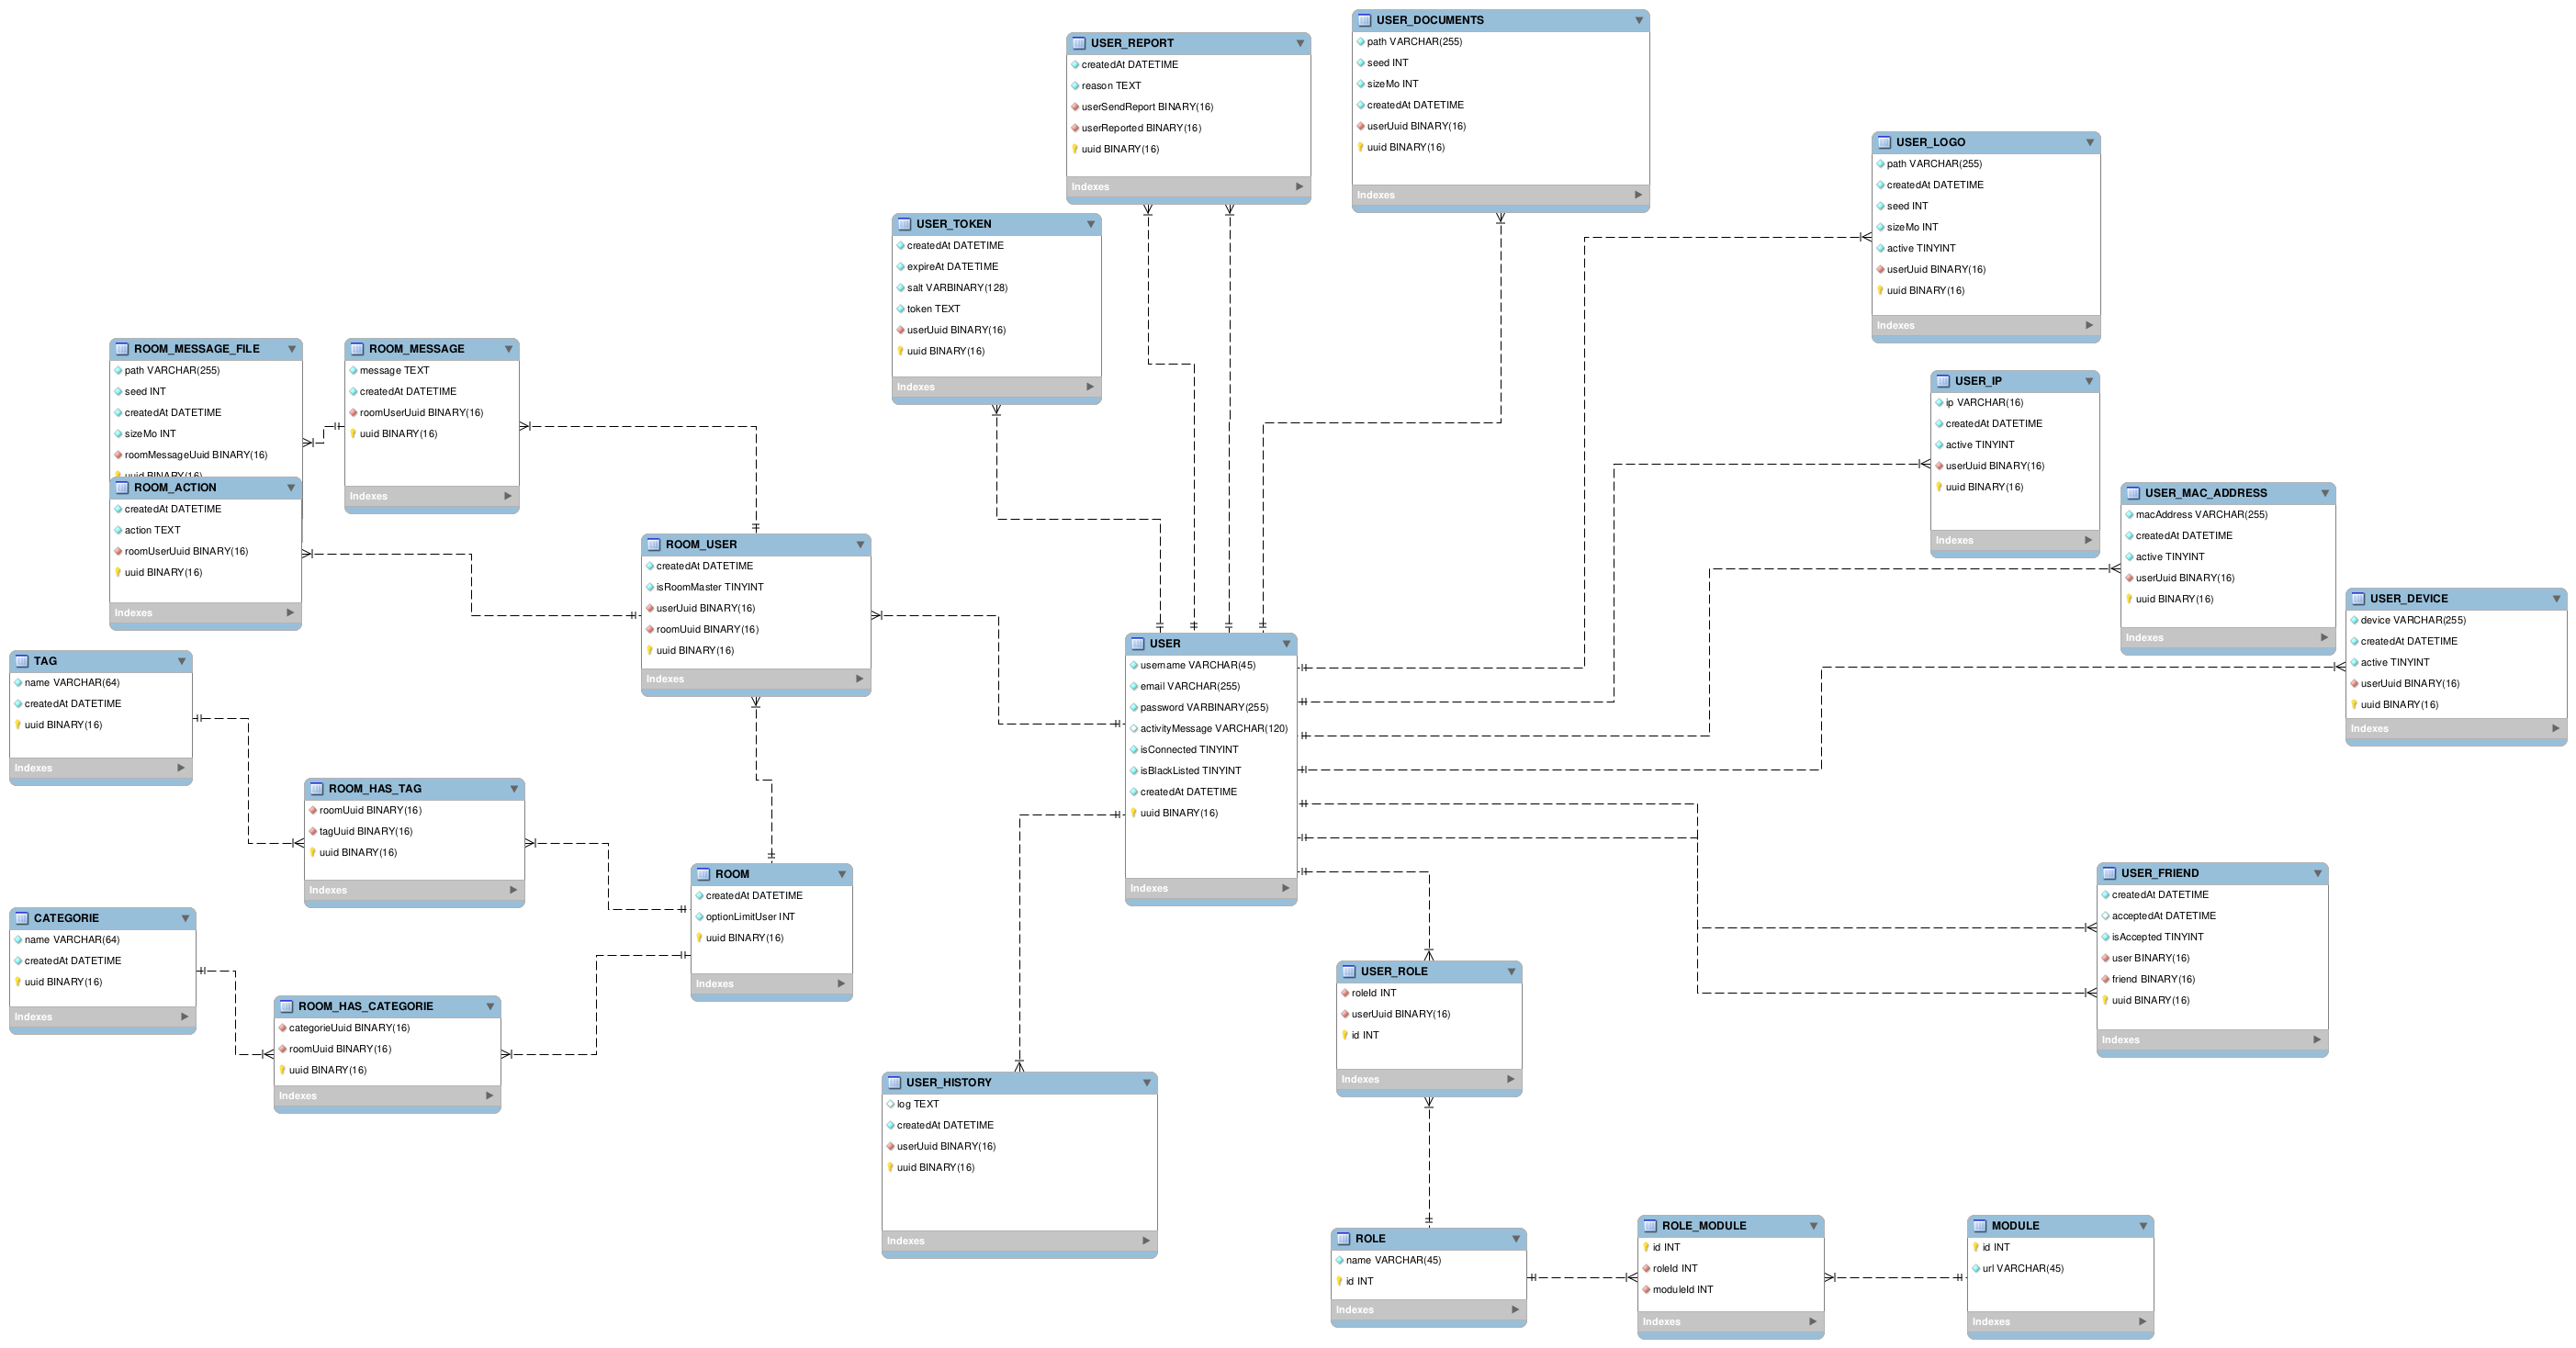 USER_DOCUMENTS
path VARCHAR(255)
seed INT
sizeMo INT
createdAt DATETIME
userUuid BINARY(16)
uuid BINARY(16)
Indexes
USER_REPORT
createdAt DATETIME
reason TEXT
userSendReport BINARY(16)
userReported BINARY(16)
uuid BINARY(16)
Indexes
USER_LOGO
path VARCHAR(255)
createdAt DATETIME
seed INT
sizeMo INT
active TINYINT
userUuid BINARY(16)
uuid BINARY(16)
Indexes
USER_TOKEN
createdAt DATETIME
expireAt DATETIME
salt VARBINARY(128)
token TEXT
userUuid BINARY(16)
uuid BINARY(16)
Indexes
ROOM_MESSAGE_FILE
path VARCHAR(255)
seed INT
createdAt DATETIME
sizeMo INT
roomMessageUuid BINARY(16)
uuid BINARY(16)
ROOM_MESSAGE
message TEXT
createdAt DATETIME
roomUserUuid BINARY(16)
uuid BINARY(16)
Indexes
USER_IP
ip VARCHAR(16)
createdAt DATETIME
active TINYINT
userUuid BINARY(16)
uuid BINARY(16)
Indexes
ROOM_ACTION
createdAt DATETIME
action TEXT
roomUserUuid BINARY(16)
uuid BINARY(16)
Indexes
USER_MAC_ADDRESS
macAddress VARCHAR(255)
createdAt DATETIME
active TINYINT
userUuid BINARY(16)
uuid BINARY(16)
Indexes
ROOM_USER
createdAt DATETIME
isRoomMaster TINYINT
userUuid BINARY(16)
roomUuid BINARY(16)
uuid BINARY(16)
Indexes
USER_DEVICE
device VARCHAR(255)
createdAt DATETIME
active TINYINT
userUuid BINARY(16)
uuid BINARY(16)
Indexes
USER
username VARCHAR(45)
email VARCHAR(255)
password VARBINARY(255)
activityMessage VARCHAR(120)
isConnected TINYINT
isBlackListed TINYINT
createdAt DATETIME
uuid BINARY(16)
Indexes
TAG
name VARCHAR(64)
createdAt DATETIME
uuid BINARY(16)
Indexes
ROOM_HAS_TAG
roomUuid BINARY(16)
tagUuid BINARY(16)
uuid BINARY(16)
Indexes
ROOM
createdAt DATETIME
optionLimitUser INT
uuid BINARY(16)
Indexes
USER_FRIEND
createdAt DATETIME
acceptedAt DATETIME
isAccepted TINYINT
user BINARY(16)
friend BINARY(16)
uuid BINARY(16)
Indexes
CATEGORIE
name VARCHAR(64)
createdAt DATETIME
uuid BINARY(16)
Indexes
USER_ROLE
roleId INT
userUuid BINARY(16)
id INT
Indexes
ROOM_HAS_CATEGORIE
categorieUuid BINARY(16)
roomUuid BINARY(16)
uuid BINARY(16)
Indexes
USER_HISTORY
log TEXT
createdAt DATETIME
userUuid BINARY(16)
uuid BINARY(16)
Indexes
ROLE
name VARCHAR(45)
id INT
Indexes
ROLE_MODULE
id INT
roleId INT
moduleId INT
Indexes
MODULE
id INT
url VARCHAR(45)
Indexes